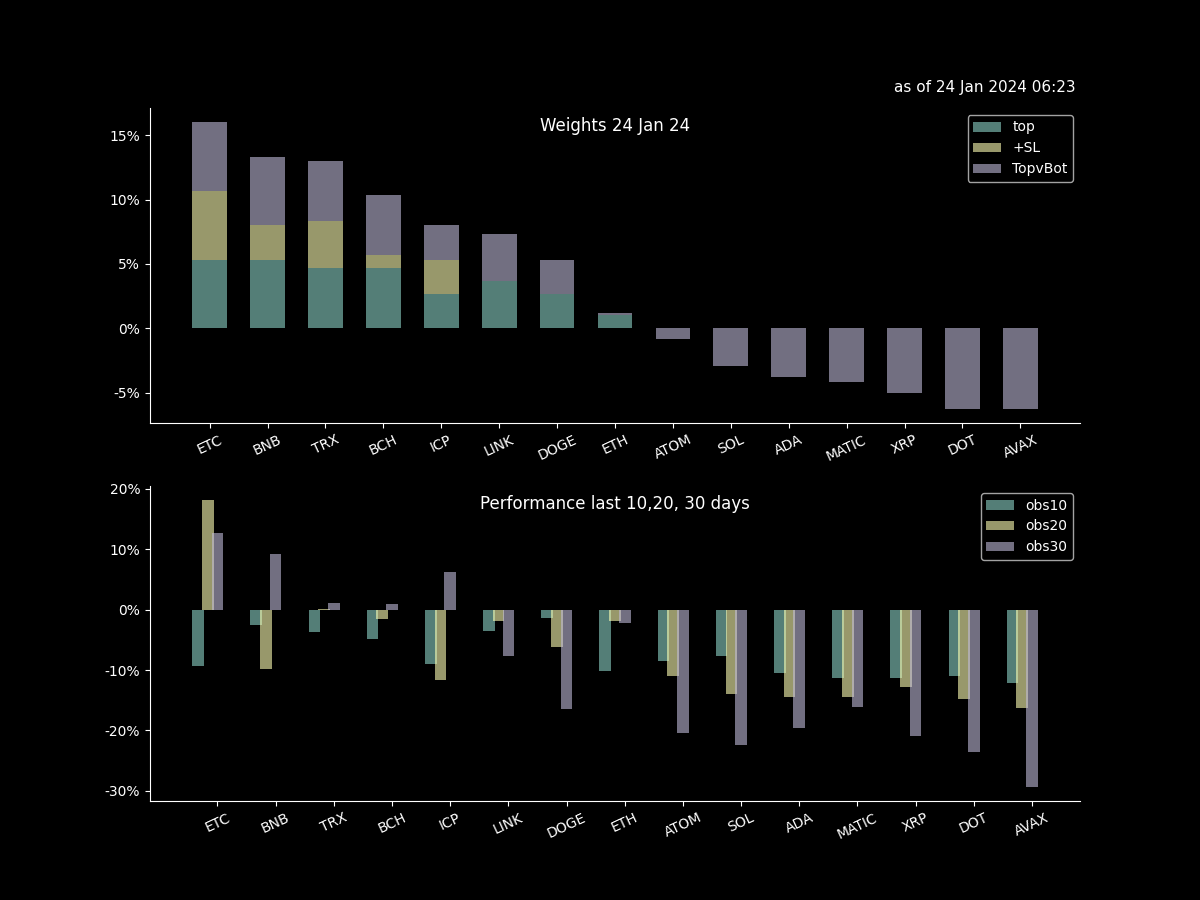 as of 24 Jan 2024 06:23
Weights 24 Jan 24
top
+SL
TopvBot
15%
10%
5%
0%
-5%
ETC BNB TRX BCH ICP LINK DOGE ETH ATOM SOL ADA MATIC XRP DOT AVAX
Performance last 10,20, 30 days
obs10
obs20
obs30
20%
10%
0%
-10%
-20%
-30%
ETC BNB TRX BCH ICP LINK DOGE ETH ATOM SOL ADA MATIC XRP DOT AVAX